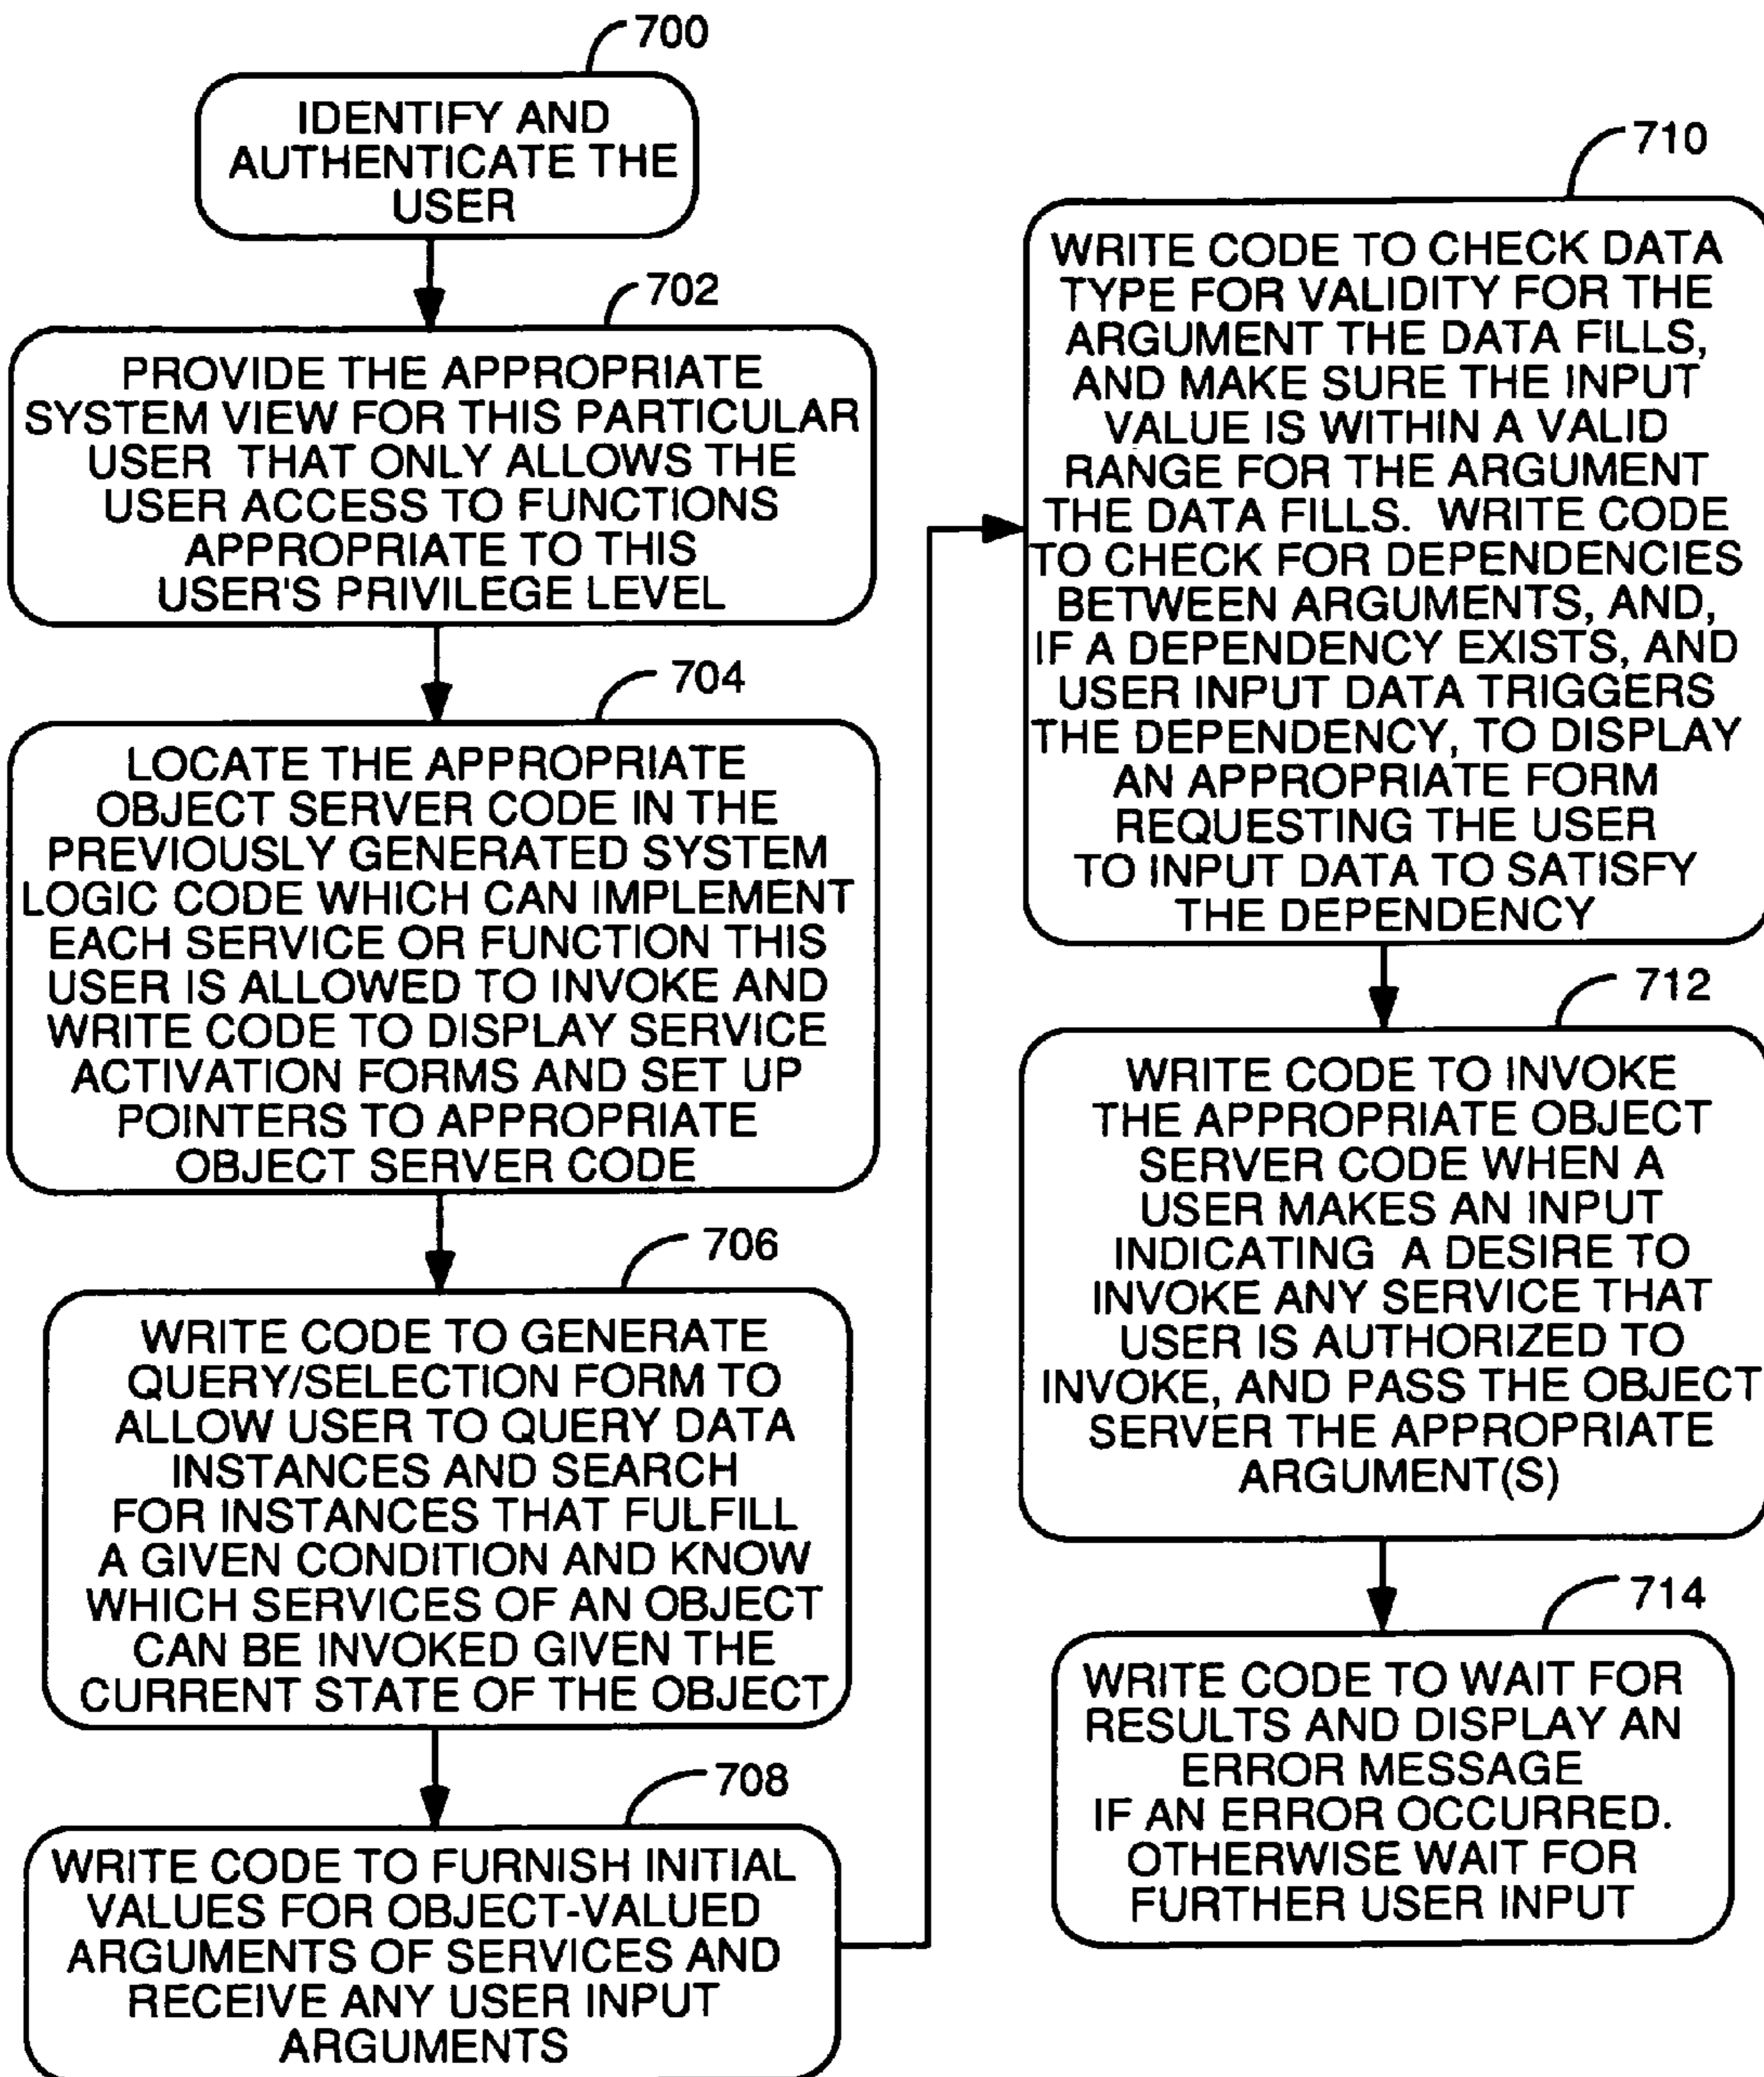 700
IDENTIFY AND
AUTHENTICATE THE
USER
702
PROVIDE THE APPROPRIATE
SYSTEM VIEW FOR THIS PARTICULAR
USER THAT ONLY ALLOWS THE
USER ACCESS TO FUNCTIONS
APPROPRIATE TO THIS
USER'S PRIVILEGE LEVEL
704
LOCATE THE APPROPRIATE
OBJECT SERVER CODE IN THE
PREVIOUSLY GENERATED SYSTEM
LOGIC CODE WHICH CAN IMPLEMENT
EACH SERVICE OR FUNCTION THIS
USER IS ALLOWED TO INVOKE AND
WRITE CODE TO DISPLAY SERVICE
ACTIVATION FORMS AND SET UP
POINTERS TO APPROPRIATE
OBJECT SERVER CODE
706
WRITE CODE TO GENERATE
QUERY/SELECTION FORM TO
ALLOW USER TO QUERY DATA
INSTANCES AND SEARCH
FOR INSTANCES THAT FULFILL
A GIVEN CONDITION AND KNOW
WHICH SERVICES OF AN OBJECT
CAN BE INVOKED GIVEN THE
CURRENT STATE OF THE OBJECT
708
WRITE CODE TO FURNISH INITIAL
VALUES FOR OBJECT-VALUED
ARGUMENTS OF SERVICES AND
RECEIVE ANY USER INPUT
ARGUMENTS
710
WRITE CODE TO CHECK DATA
TYPE FOR VALIDITY FOR THE
ARGUMENT THE DATA FILLS,
AND MAKE SURE THE INPUT
VALUE IS WITHIN A VALID
RANGE FOR THE ARGUMENT
THE DATA FILLS. WRITE CODE
TO CHECK FOR DEPENDENCIES
BETWEEN ARGUMENTS, AND,
IF A DEPENDENCY EXISTS, AND
USER INPUT DATA TRIGGERS
THE DEPENDENCY, TO DISPLAY
AN APPROPRIATE FORM
REQUESTING THE USER
TO INPUT DATA TO SATISFY
THE DEPENDENCY
712
WRITE CODE TO INVOKE
THE APPROPRIATE OBJECT
SERVER CODE WHEN A
USER MAKES AN INPUT
INDICATING A DESIRE TO
INVOKE ANY SERVICE THAT
USER IS AUTHORIZED TO
INVOKE, AND PASS THE OBJECT
SERVER THE APPROPRIATE
ARGUMENT(S)
714
WRITE CODE TO WAIT FOR
RESULTS AND DISPLAY AN
ERROR MESSAGE
IF AN ERROR OCCURRED.
OTHERWISE WAIT FOR
FURTHER USER INPUT